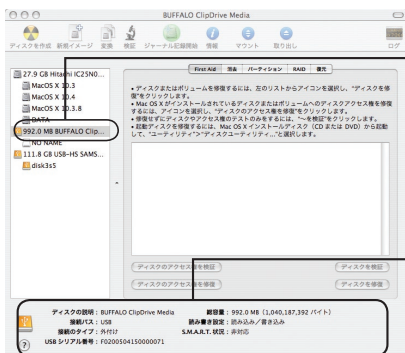 BUFFALO ClipDrive Media
ディスクを作成 新規イメージ 変換 検証 ジャーナル記録開始 情報 マウント 取り出し ログ
27.9 GB Hitachi IC25N0...
MacOS X 10.3
MacOS X 10.4
MacOS X 10.3.8
DATA
992.0 MB BUFFALO Clip...
NO NAME
111.8 GB USB-HS SAMS...
disk3s5
First Aid 消去 パーティション RAID 復元
• ディスクまたはボリュームを修復するには、左のリストからアイコンを選択し、"ディスクを修
復"をクリックします。
• Mac OS X がインストールされているディスクまたはボリュームへのディスクアクセス権を修復
するには、アイコンを選択し、"ディスクのアクセス権を修復"をクリックします。
• 修復せずにディスクやアクセス権のテストのみをするには、"〜を検証"をクリックします。
• 起動ディスクを修復するには、Mac OS X インストールディスク（CD または DVD）から起動
して、"ユーティリティ">"ディスクユーティリティ..."と選択します。
ディスクのアクセス権を検証 ディスクを検証
ディスクのアクセス権を修復 ディスクを修復
ディスクの説明：BUFFALO ClipDrive Media 総容量：992.0 MB（1,040,187,392 バイト）
接続バス：USB 読み書き設定：読み込み／書き込み
接続のタイプ：外付け S.M.A.R.T. 状況：非対応
USB シリアル番号：F02005041500000​71